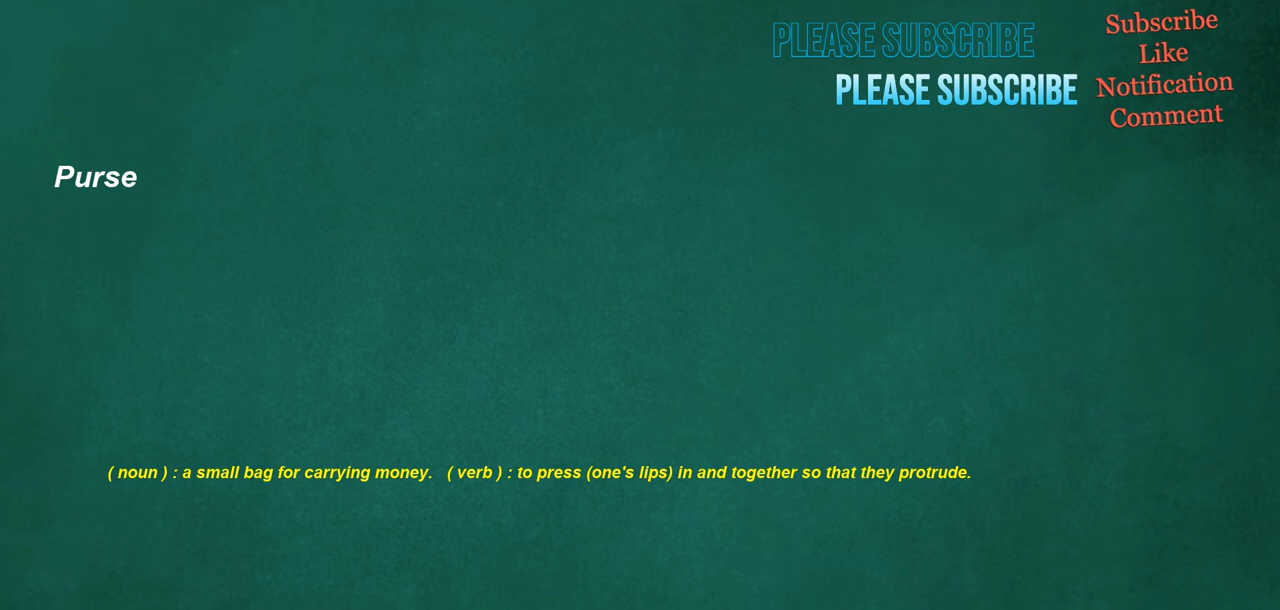 PLEASE SUBSCRIBE
PLEASE SUBSCRIBE
Subscribe
Like
Notification
Comment
Purse
( noun ) : a small bag for carrying money.   ( verb ) : to press (one's lips) in and together so that they protrude.